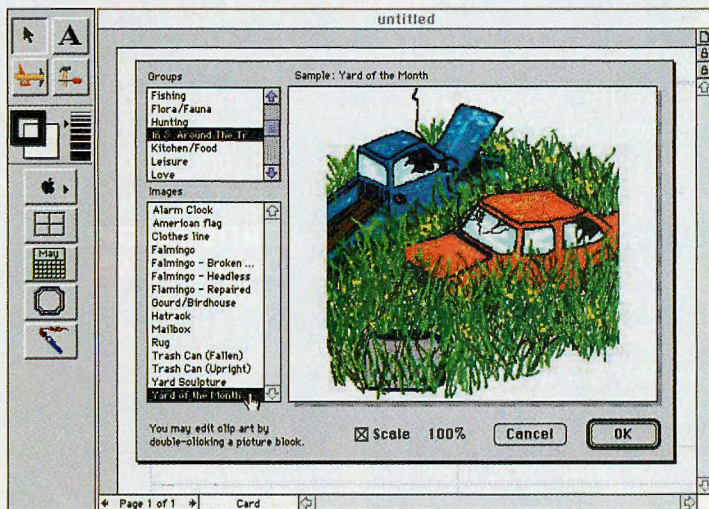 untitled
A
Groups
Sample: Yard of the Month
Fishing
Flora/Fauna
Hunting
In & Around The Tr...
Kitchen/Food
Leisure
Love
Images
Alarm Clock
American flag
Clothes line
Falmingo
Falmingo - Broken ...
Falmingo - Headless
Flamingo - Repaired
Gourd/Birdhouse
Hatrack
Mailbox
Rug
Trash Can (Fallen)
Trash Can (Upright)
Yard Sculpture
Yard of the Month
May
You may edit clip art by
double-clicking a picture block.
Scale 100%
Cancel
OK
Page 1 of 1
Card